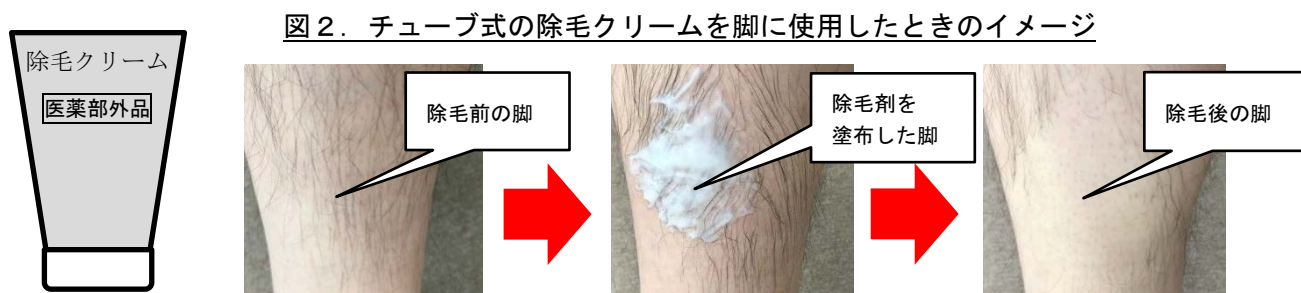 図２．チューブ式の除毛クリームを脚に使用したときのイメージ
除毛クリーム
医薬部外品
除毛前の脚
除毛剤を
塗布した脚
除毛後の脚